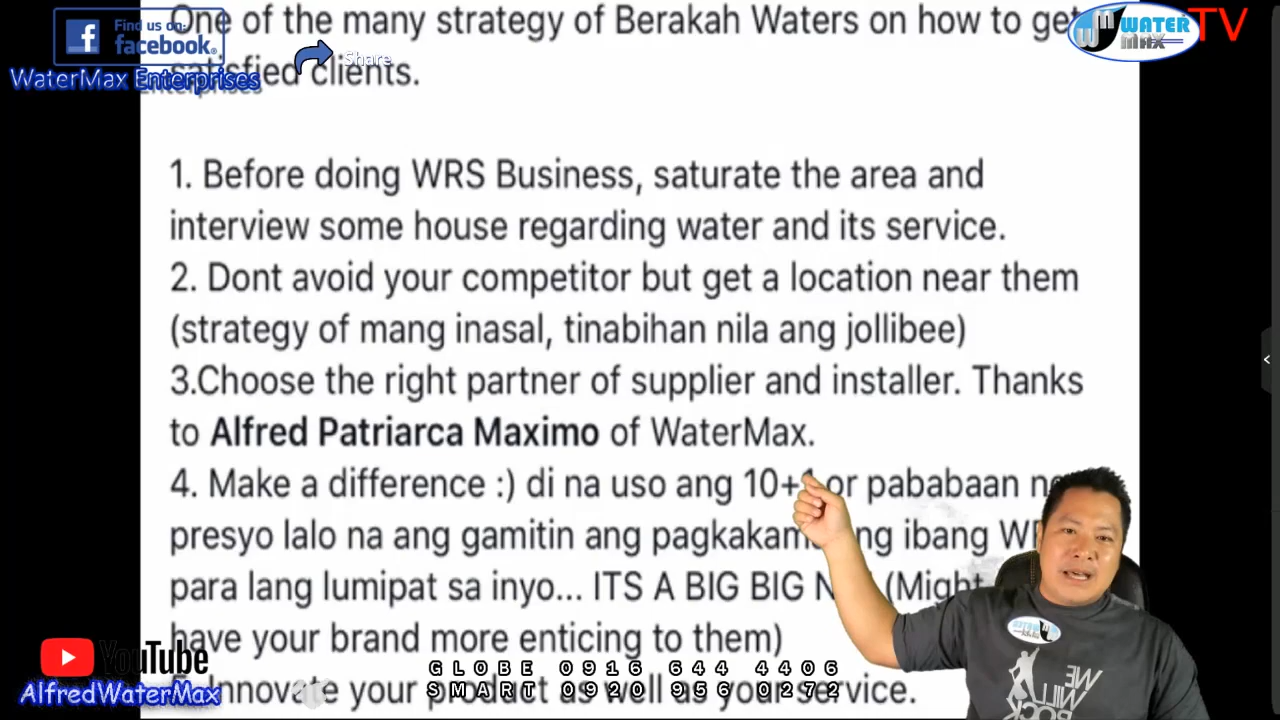 One of the many strategy of Berakah Waters on how to get
satisfied clients.
Find us on
facebook.
WaterMax Enterprises
Share
WATER
MAX
TV
1. Before doing WRS Business, saturate the area and
interview some house regarding water and its service.
2. Dont avoid your competitor but get a location near them
(strategy of mang inasal, tinabihan nila ang jollibee)
3.Choose the right partner of supplier and installer. Thanks
to Alfred Patriarca Maximo of WaterMax.
4. Make a difference :) di na uso ang 10+1 or pababaan
presyo lalo na ang gamitin ang ng ibang
para lang lumipat sa inyo... ITS A BIG BIG (Might
have your brand more enticing to them)
Innovate your product as well as your service.
YouTube
AlfredWaterMax
GLOBE 0916 644 4406
SMART 0920 956 0272
WE
WILL
ROCK